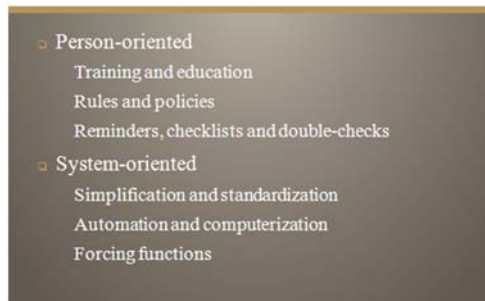 Person-oriented
Training and education
Rules and policies
Reminders, checklists and double-checks
System-oriented
Simplification and standardization
Automation and computerization
Forcing functions